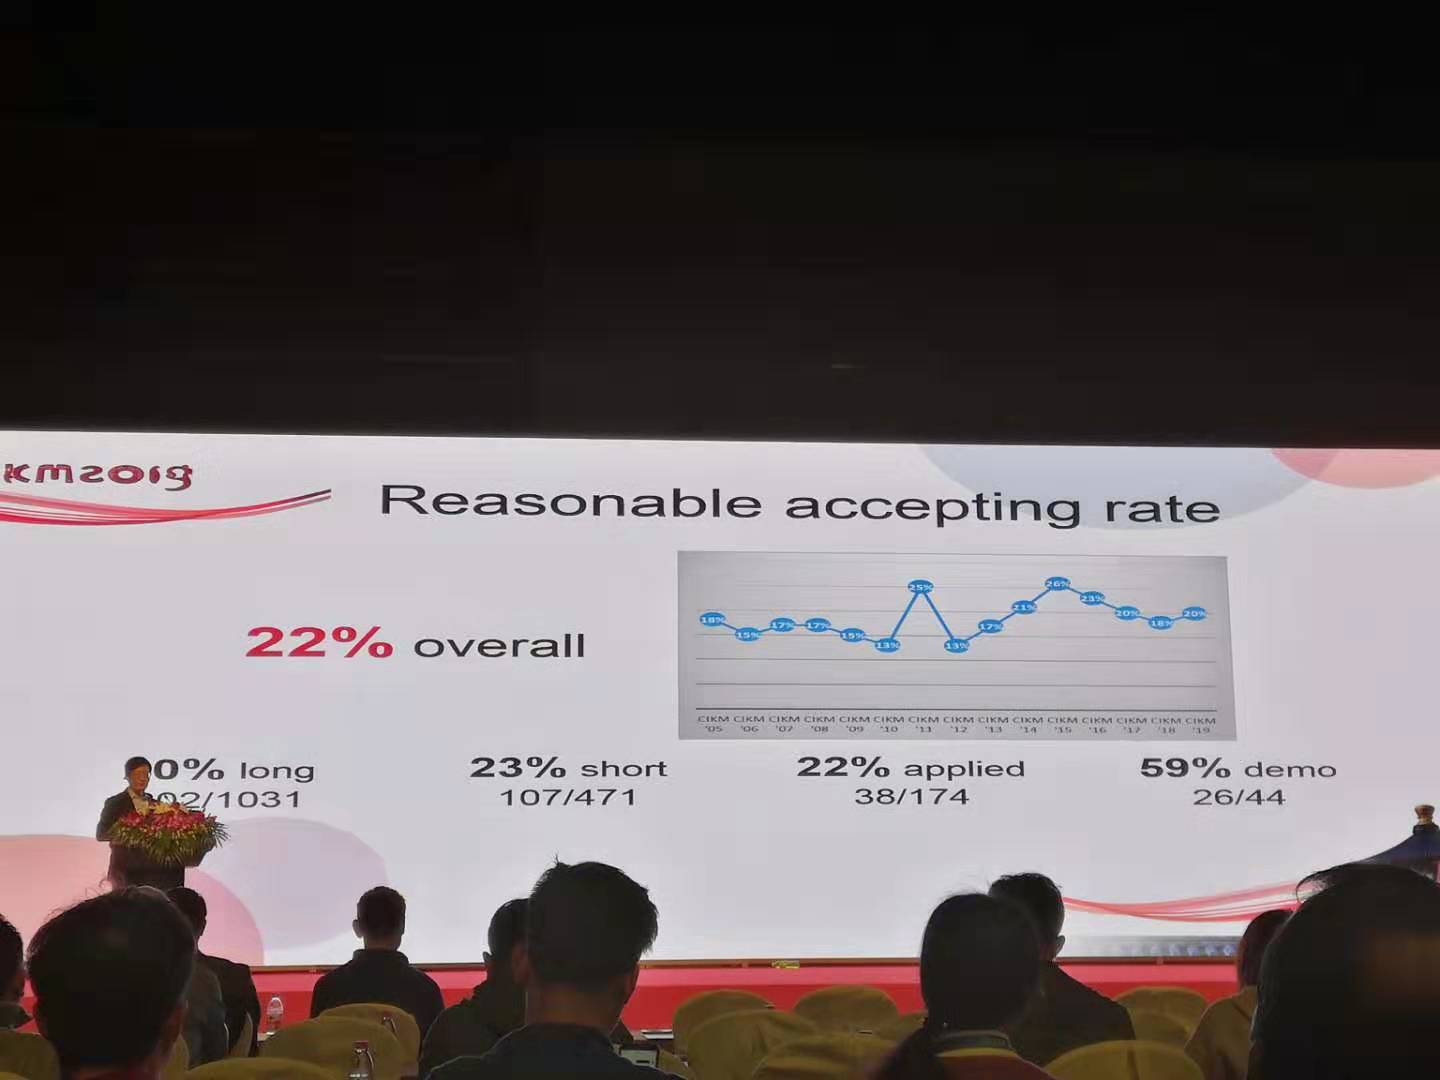 KM2019
Reasonable accepting rate
22% overall
18% 15% 17% 17% 15% 13% 25% 13% 17% 21% 26% 23% 20% 18% 20%
CIKM CIKM CIKM CIKM CIKM CIKM CIKM CIKM CIKM CIKM CIKM CIKM CIKM CIKM CIKM
'05 '06 '07 '08 '09 '10 '11 '12 '13 '14 '15 '16 '17 '18 '19
0% long
02/1031
23% short
107/471
22% applied
38/174
59% demo
26/44